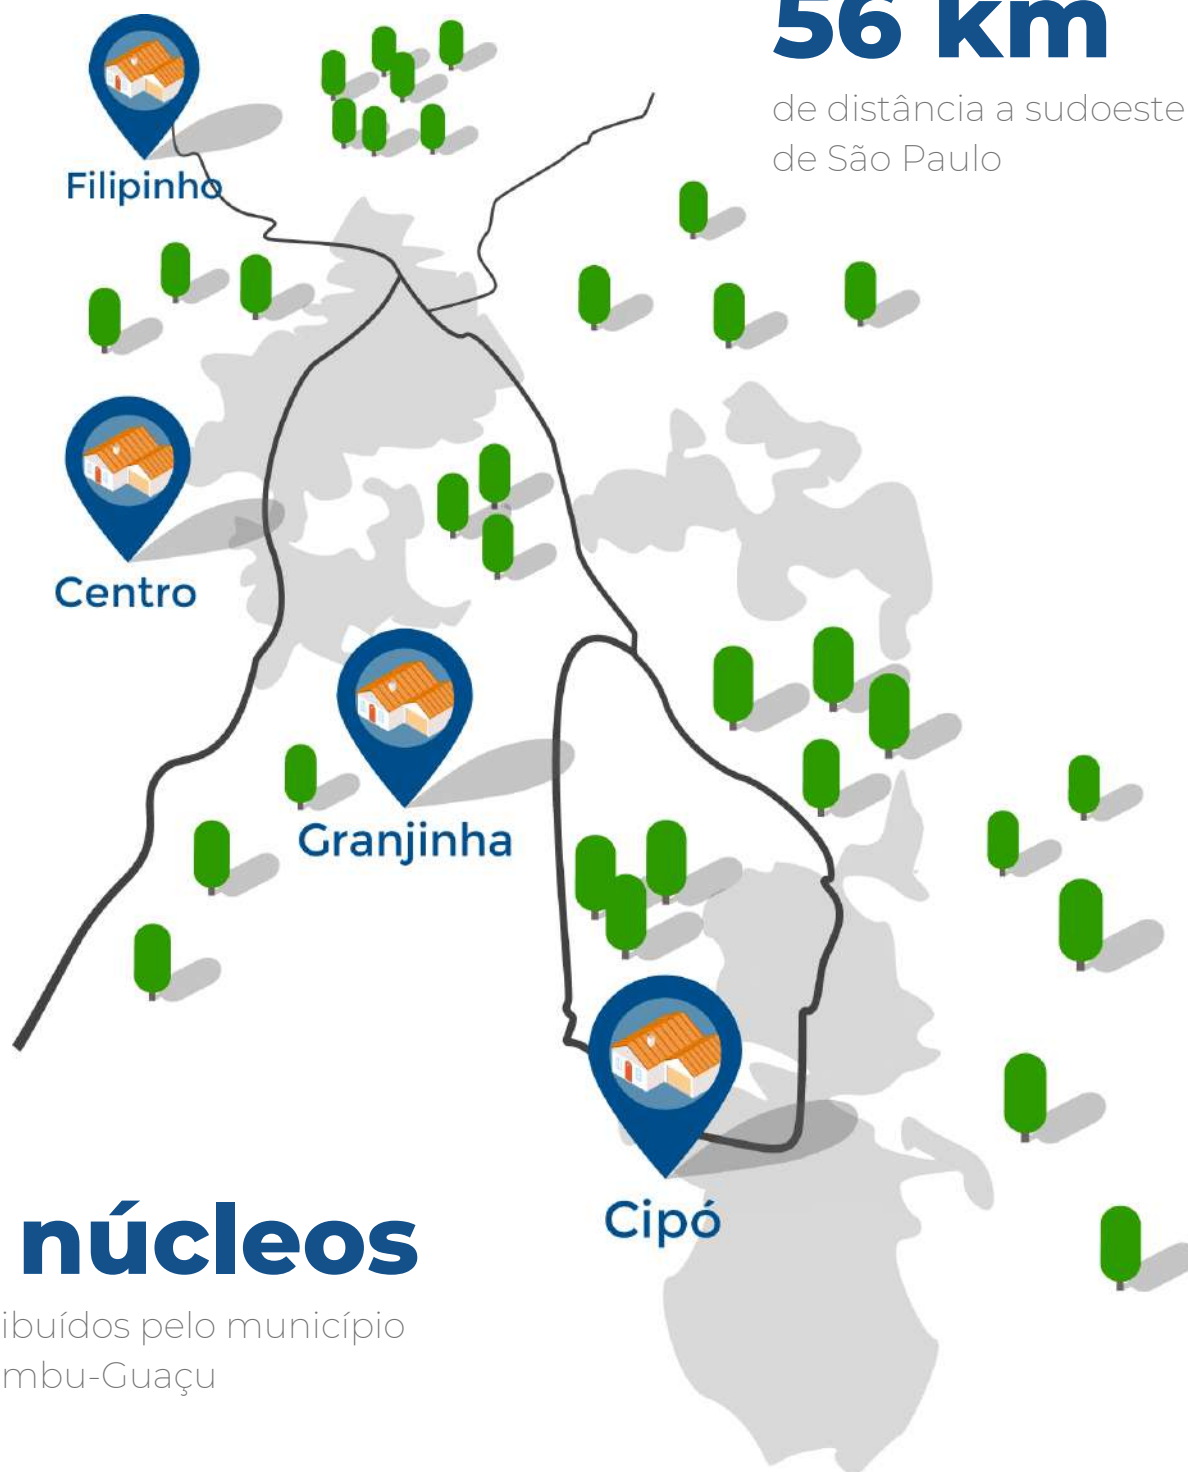 56 km
de distância a sudoeste
de São Paulo
Filipinho
Centro
Granjinha
Cipó
núcleos
ibuídos pelo município
mbu-Guaçu